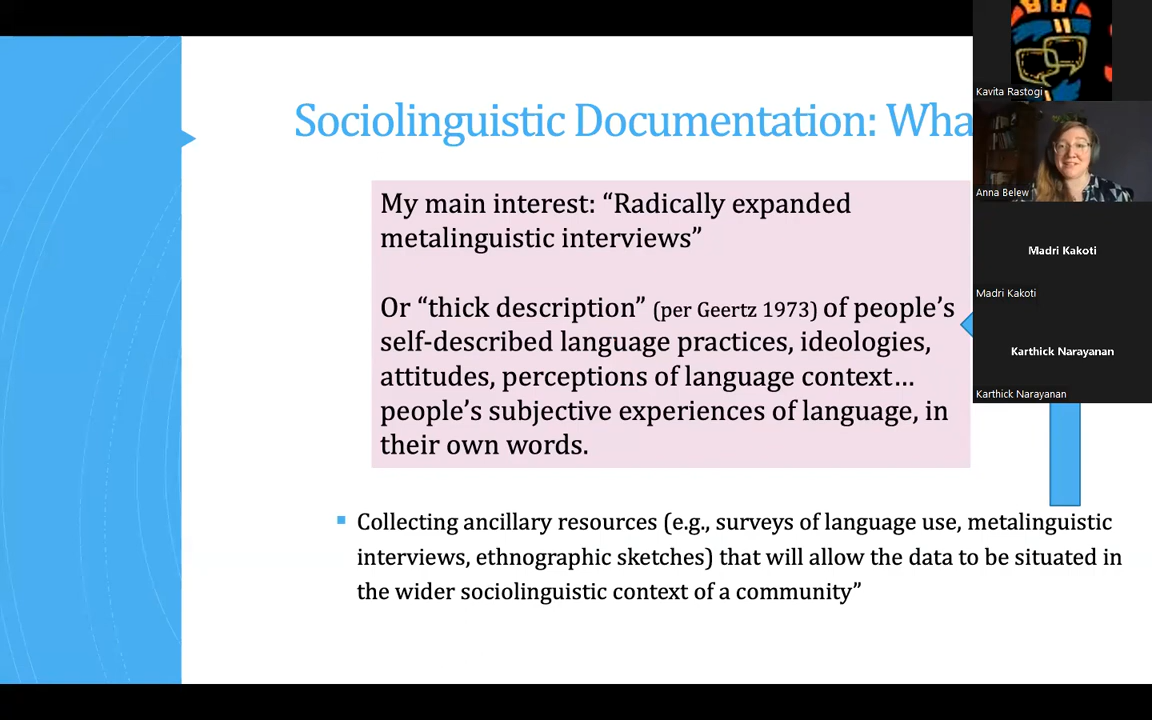 Sociolinguistic Documentation: Wha
My main interest: “Radically expanded
metalinguistic interviews”
Or “thick description” (per Geertz 1973) of people’s
self-described language practices, ideologies,
attitudes, perceptions of language context…
people’s subjective experiences of language, in
their own words.
Collecting ancillary resources (e.g., surveys of language use, metalinguistic
interviews, ethnographic sketches) that will allow the data to be situated in
the wider sociolinguistic context of a community”
Kavita Rastogi
Anna Belew
Madri Kakoti
Madri Kakoti
Karthick Narayanan
Karthick Narayanan